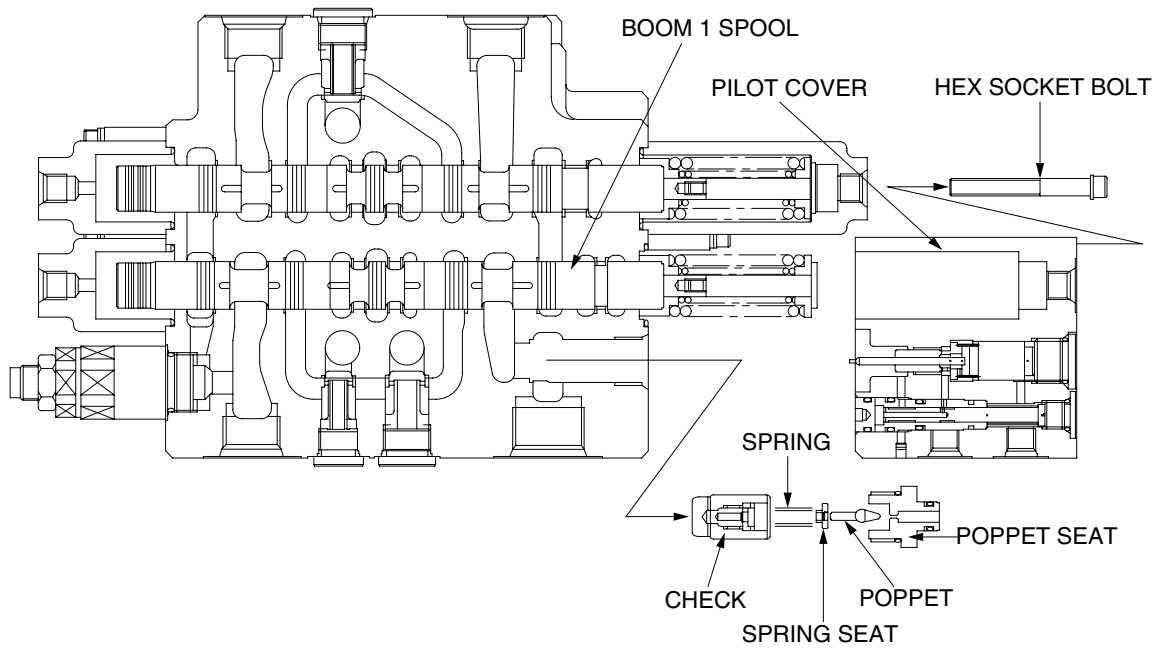 BOOM 1 SPOOL
PILOT COVER
HEX SOCKET BOLT
SPRING
POPPET SEAT
CHECK
POPPET
SPRING SEAT